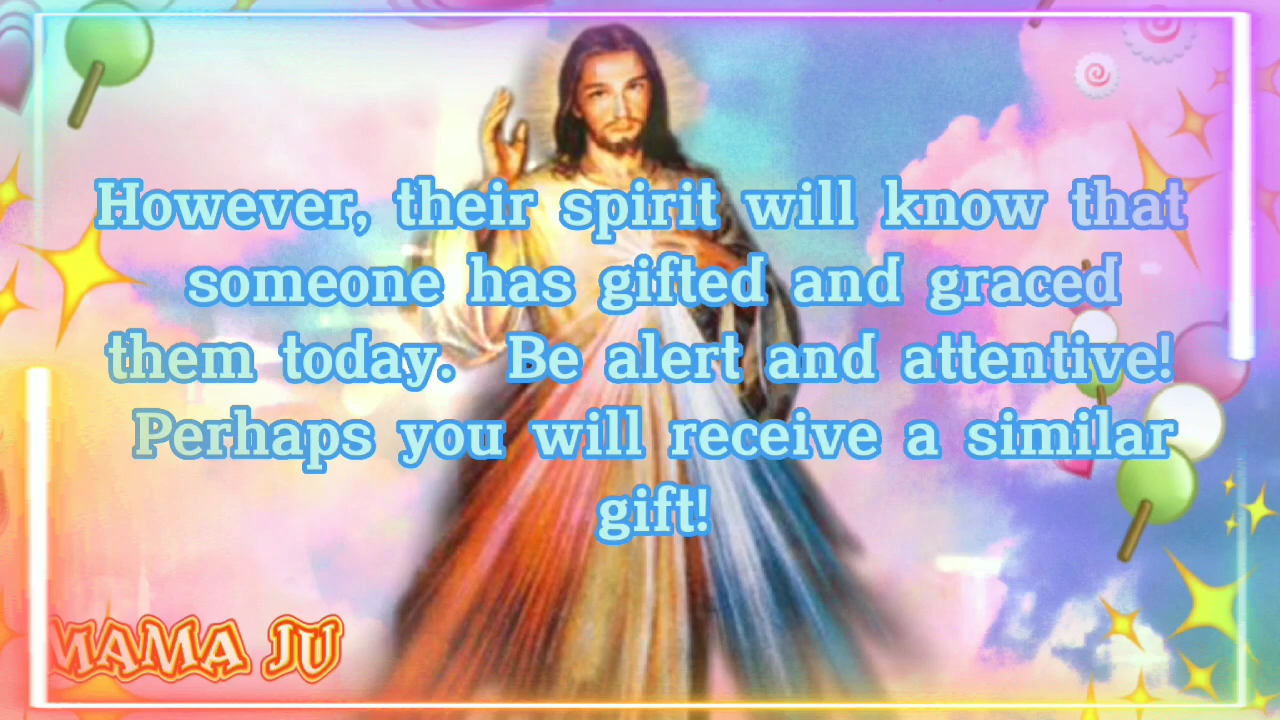 However, their spirit will know that
someone has gifted and graced
them today. Be alert and attentive!
Perhaps you will receive a similar
gift!
MAMA JU